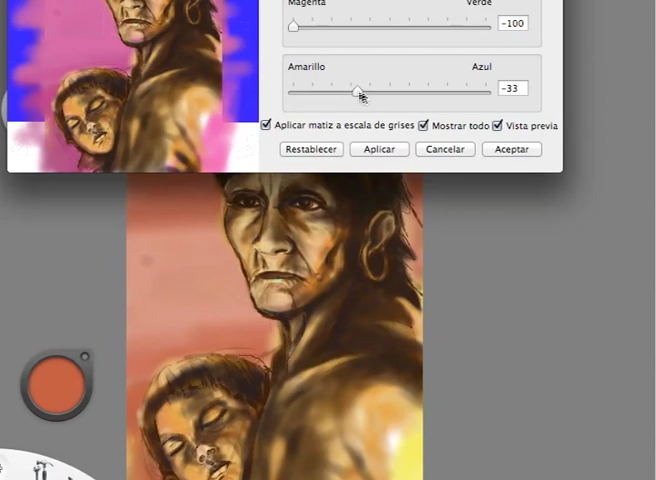 Magenta Verde
-100
Amarillo Azul
-33
Aplicar matiz a escala de grises Mostrar todo Vista previa
Restablecer Aplicar Cancelar Aceptar